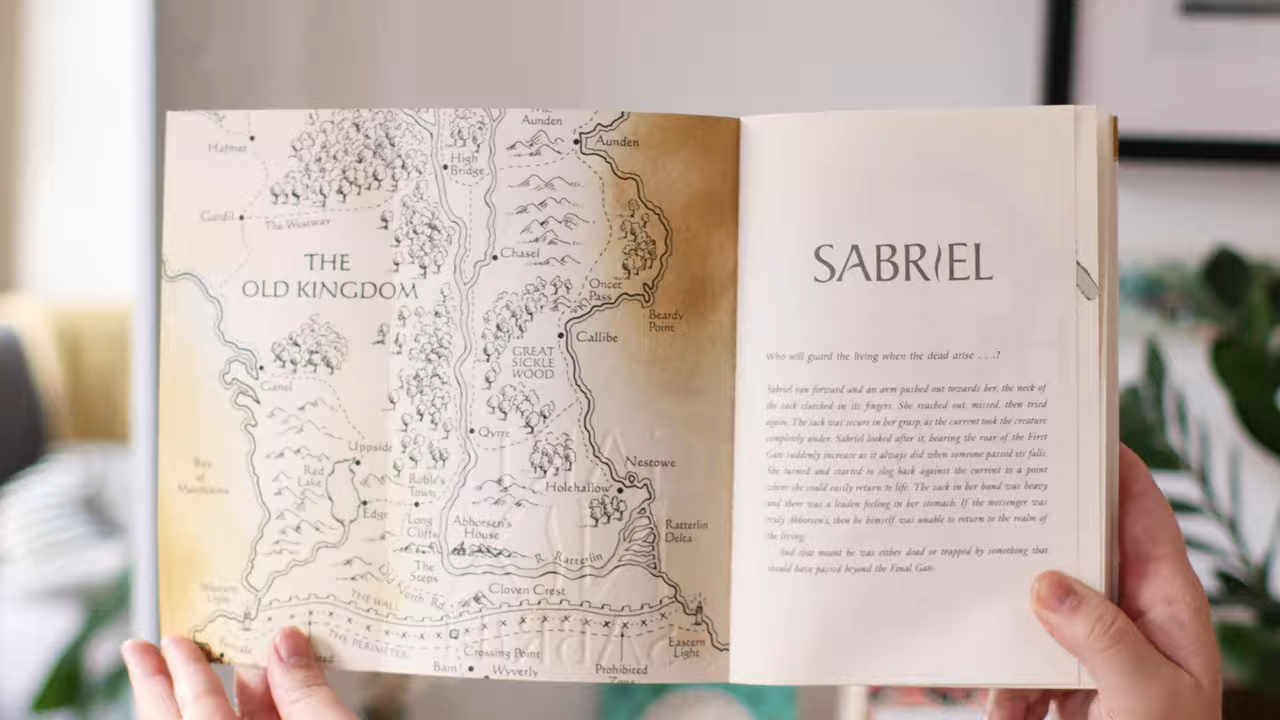 Mt.
Aunden
Aunden
Hafmet
High
Bridge
Gardil
The Westway
Chasel
THE
OLD KINGDOM
Oncet
Pass
Beardy
Point
Callibe
GREAT
SICKLE
WOOD
Ganel
Qyrre
Uppside
Nestowe
Bay
of
Red
Lake
Roble's
Town
Holehallow
Edge
Long
Cliffs
Abhorsen's
House
Ratterlin
Delta
R. Ratterlin
The
Steps
Cloven Crest
THE WALL
Old North Rd.
THE PERIMETER
Eastern
Light
Crossing Point
Barn!
Wyverly
Prohibited
Zone
SABRIEL
Who will guard the living when the dead arise . . .?
Sabriel ran forward and an arm pushed out towards her, the neck of
the sack clutched in its fingers. She reached out, missed, then tried
again. The sack was secure in her grasp, as the current took the creature
completely under. Sabriel looked after it, hearing the roar of the First
Gate suddenly increase as it always did when someone passed its falls.
She turned and started to slog back against the current to a point
where she could easily return to life. The sack in her hand was heavy
and there was a leaden feeling in her stomach. If the messenger was
truly Abhorsen's, then he himself was unable to return to the realm of
the living.
And that meant he was either dead or trapped by something that
should have passed beyond the Final Gate.